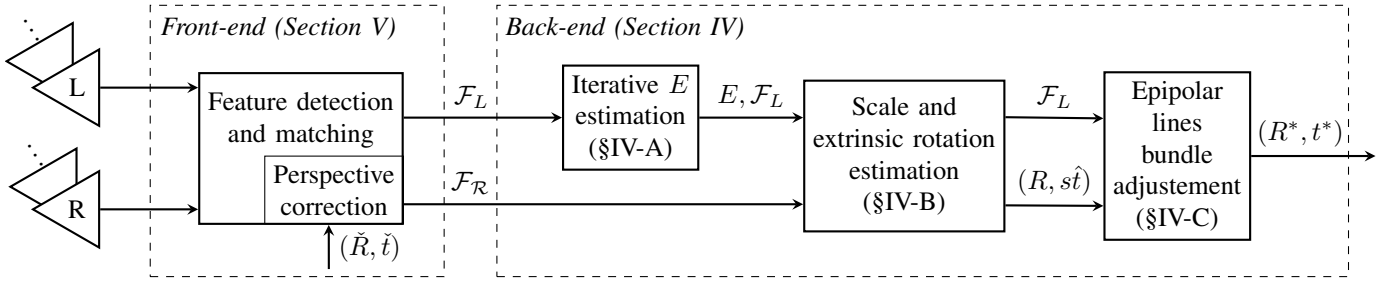 Front-end (Section V)
Back-end (Section IV)
L
R
Feature detection
and matching
Perspective
correction
(Ř, ť)
𝓕_L
𝓕_𝓡
Iterative E
estimation
(§IV-A)
E, 𝓕_L
Scale and
extrinsic rotation
estimation
(§IV-B)
𝓕_L
(R, st̂)
Epipolar
lines
bundle
adjustement
(§IV-C)
(R*, t*)